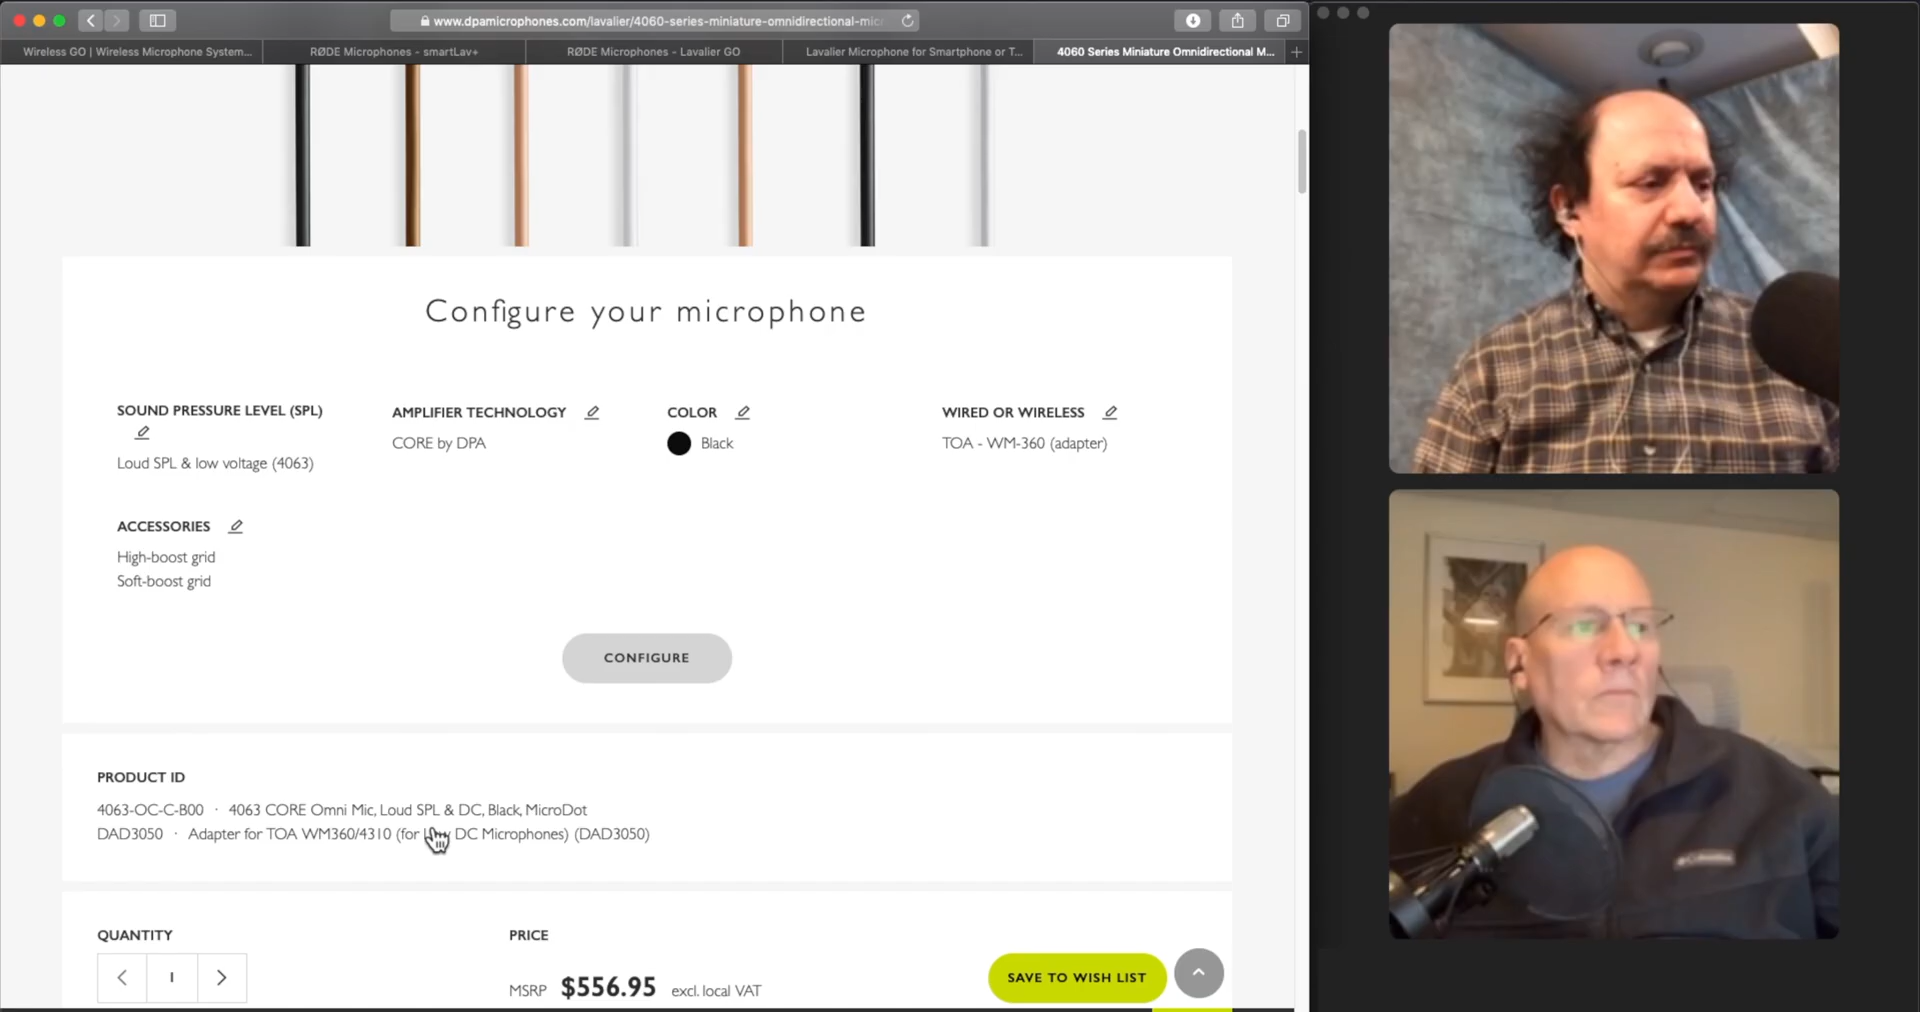 www.dpamicrophones.com/lavalier/4060-series-miniature-omnidirectional-mic
Wireless GO | Wireless Microphone System...
RØDE Microphones - smartLav+
RØDE Microphones - Lavalier GO
Lavalier Microphone for Smartphone or T...
4060 Series Miniature Omnidirectional M...
Configure your microphone
SOUND PRESSURE LEVEL (SPL)
Loud SPL & low voltage (4063)
AMPLIFIER TECHNOLOGY
CORE by DPA
COLOR
Black
WIRED OR WIRELESS
TOA - WM-360 (adapter)
ACCESSORIES
High-boost grid
Soft-boost grid
CONFIGURE
PRODUCT ID
4063-OC-C-B00 · 4063 CORE Omni Mic, Loud SPL & DC, Black, MicroDot
DAD3050 · Adapter for TOA WM360/4310 (for DC Microphones) (DAD3050)
QUANTITY
1
PRICE
MSRP $556.95 excl. local VAT
SAVE TO WISH LIST
Columbia